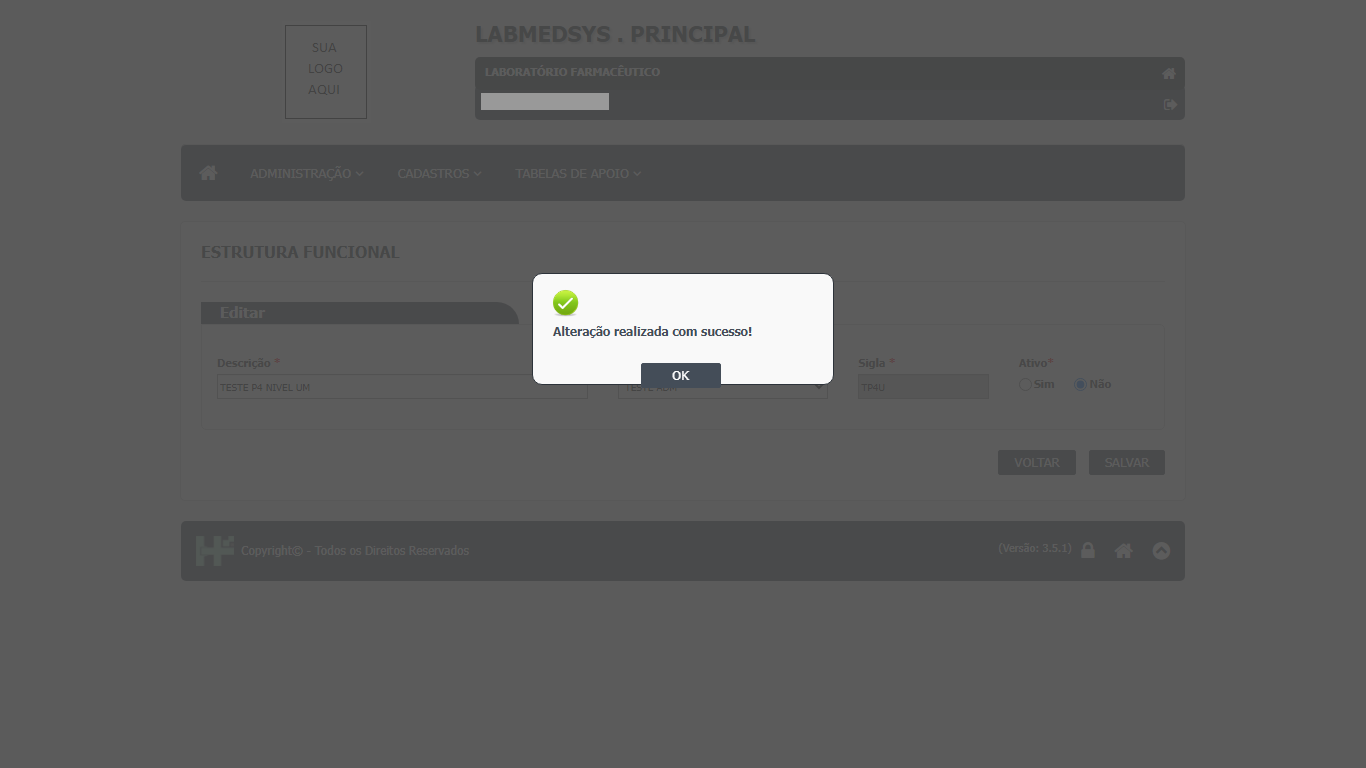 SUA
LOGO
AQUI
LABMEDSYS . PRINCIPAL
LABORATÓRIO FARMACÊUTICO
ADMINISTRAÇÃO
CADASTROS
TABELAS DE APOIO
ESTRUTURA FUNCIONAL
Editar
Alteração realizada com sucesso!
OK
Descrição *
Sigla *
Ativo*
TESTE P4 NIVEL UM
TP4U
Sim
Não
VOLTAR
SALVAR
Copyright© - Todos os Direitos Reservados
(Versão: 3.5.1)